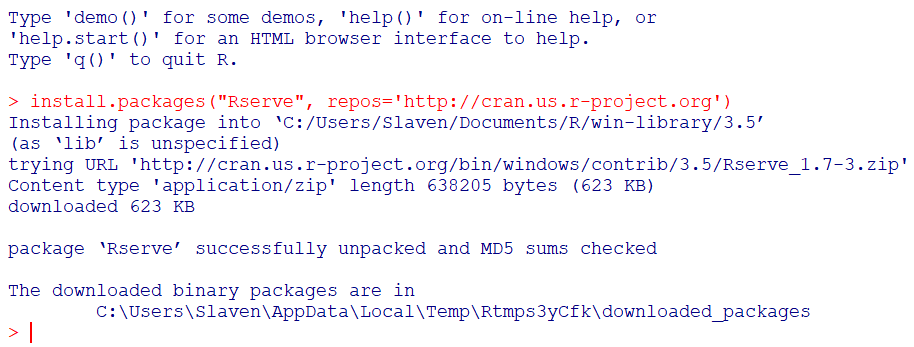 Type 'demo()' for some demos, 'help()' for on-line help, or
'help.start()' for an HTML browser interface to help.
Type 'q()' to quit R.
> install.packages("Rserve", repos='http://cran.us.r-project.org')
Installing package into ‘C:/Users/Slaven/Documents/R/win-library/3.5’
(as ‘lib’ is unspecified)
trying URL 'http://cran.us.r-project.org/bin/windows/contrib/3.5/Rserve_1.7-3.zip'
Content type 'application/zip' length 638205 bytes (623 KB)
downloaded 623 KB
package ‘Rserve’ successfully unpacked and MD5 sums checked
The downloaded binary packages are in
        C:\Users\Slaven\AppData\Local\Temp\Rtmps3yCfk\downloaded_packages
>